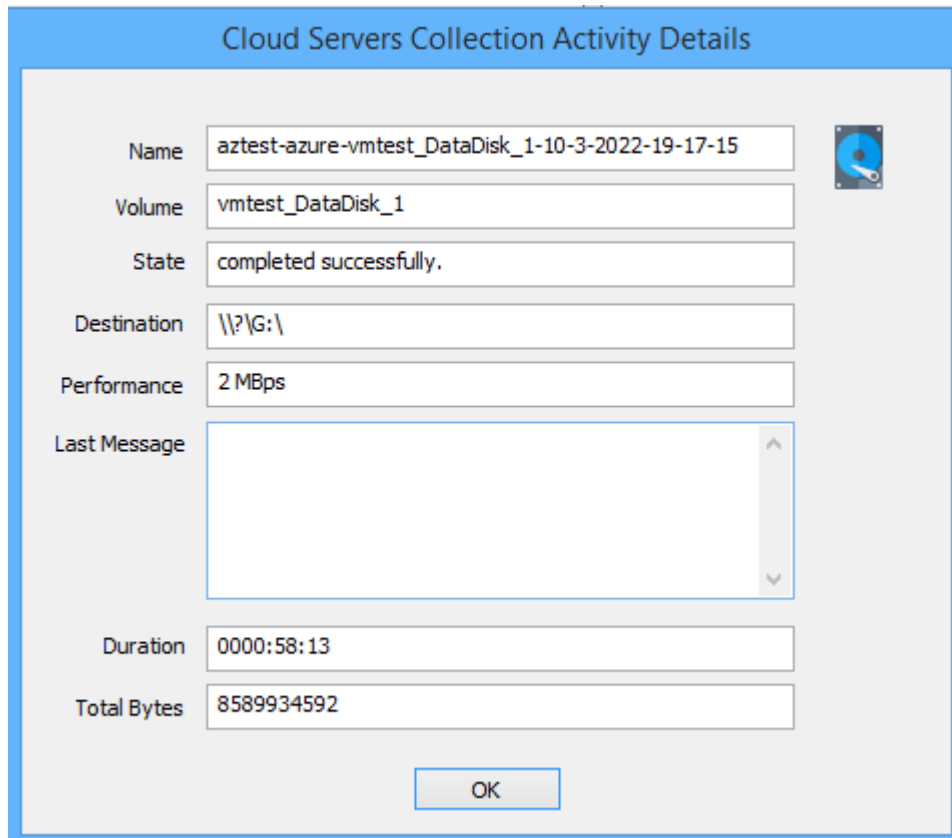 Cloud Servers Collection Activity Details
Name aztest-azure-vmtest_DataDisk_1-10-3-2022-19-17-15
Volume vmtest_DataDisk_1
State completed successfully.
Destination \\?\G:\
Performance 2 MBps
Last Message
Duration 0000:58:13
Total Bytes 8589934592
OK